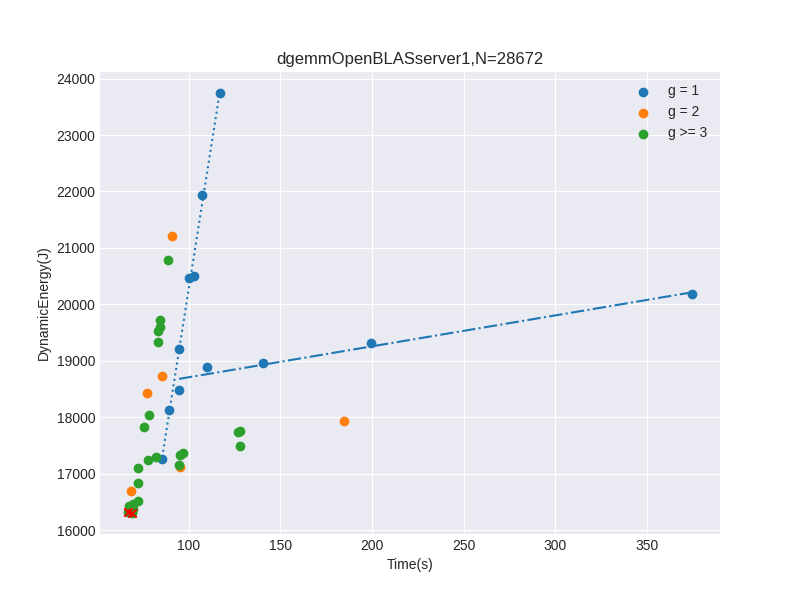 dgemmOpenBLASserver1,N=28672
g = 1
g = 2
g >= 3
DynamicEnergy(J)
24000
23000
22000
21000
20000
19000
18000
17000
16000
100 150 200 250 300 350
Time(s)